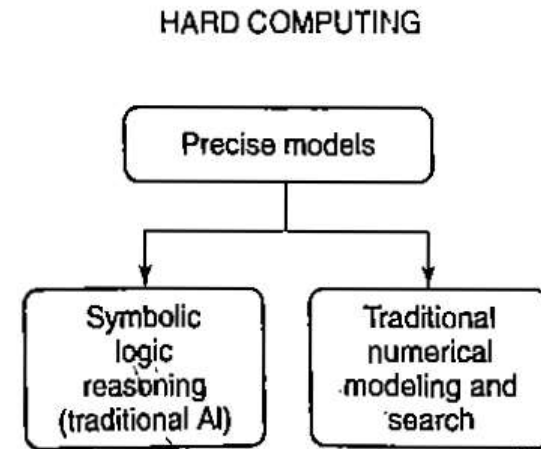 HARD COMPUTING
Precise models
Symbolic
logic
reasoning
(traditional AI)
Traditional
numerical
modeling and
search